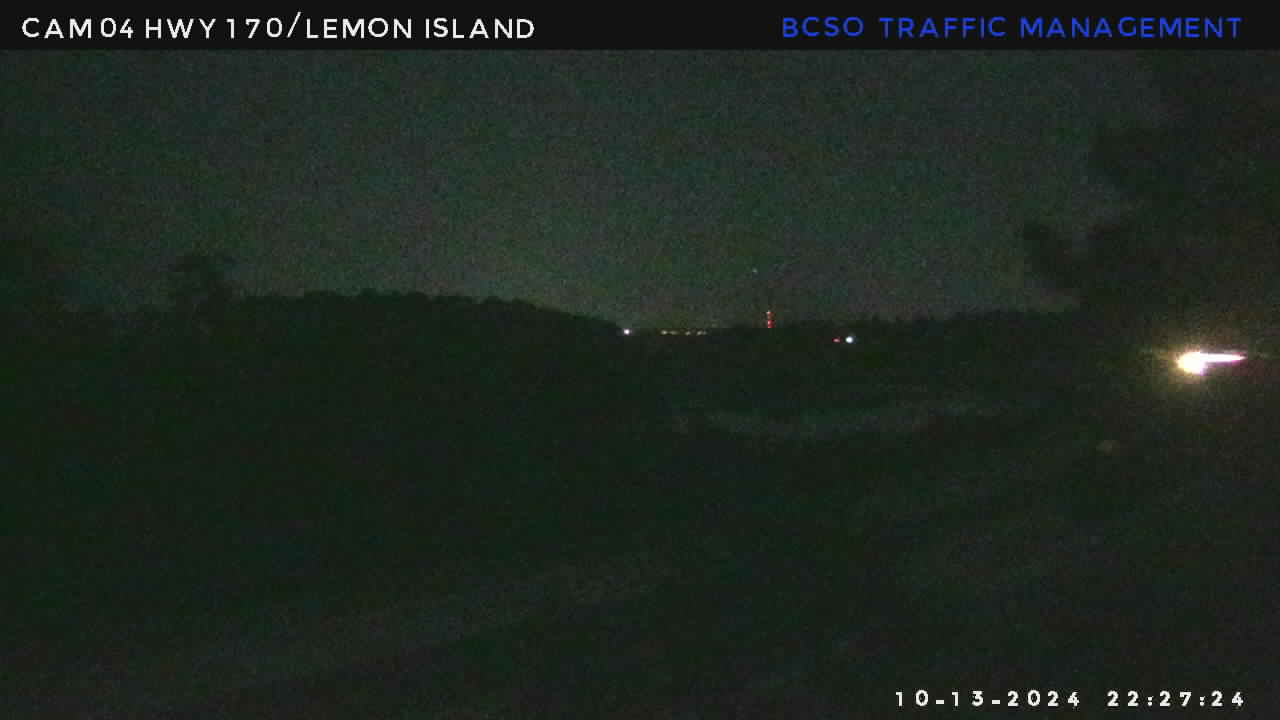 CAM04 HWY 170/LEMON ISLAND
BCSO TRAFFIC MANAGEMENT
10-13-2024 22:27:24